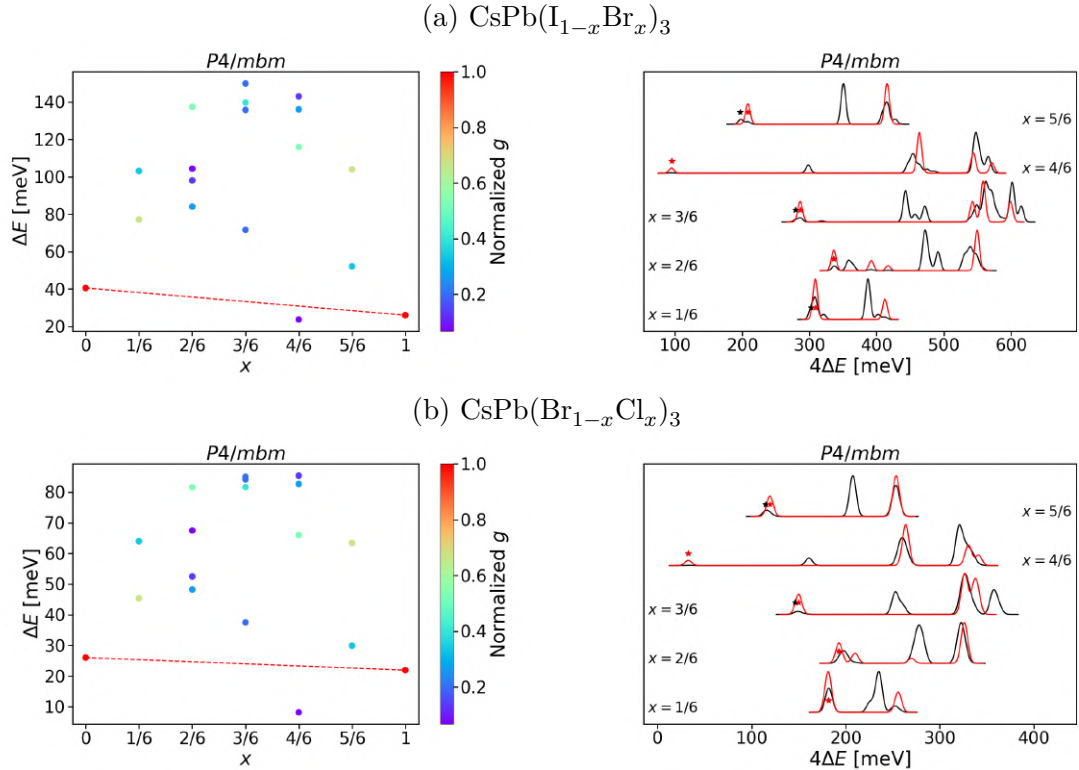 (a) CsPb(I₁₋ₓBrₓ)₃
P4/mbm
ΔE [meV]
140
120
100
80
60
40
20
0
1/6
2/6
3/6
4/6
5/6
1
x
1.0
0.8
0.6
0.4
0.2
Normalized g
P4/mbm
x = 5/6
x = 4/6
x = 3/6
x = 2/6
x = 1/6
100
200
300
400
500
600
4ΔE [meV]
(b) CsPb(Br₁₋ₓClₓ)₃
P4/mbm
ΔE [meV]
80
70
60
50
40
30
20
10
0
1/6
2/6
3/6
4/6
5/6
1
x
1.0
0.8
0.6
0.4
0.2
Normalized g
P4/mbm
x = 5/6
x = 4/6
x = 3/6
x = 2/6
x = 1/6
0
100
200
300
400
4ΔE [meV]